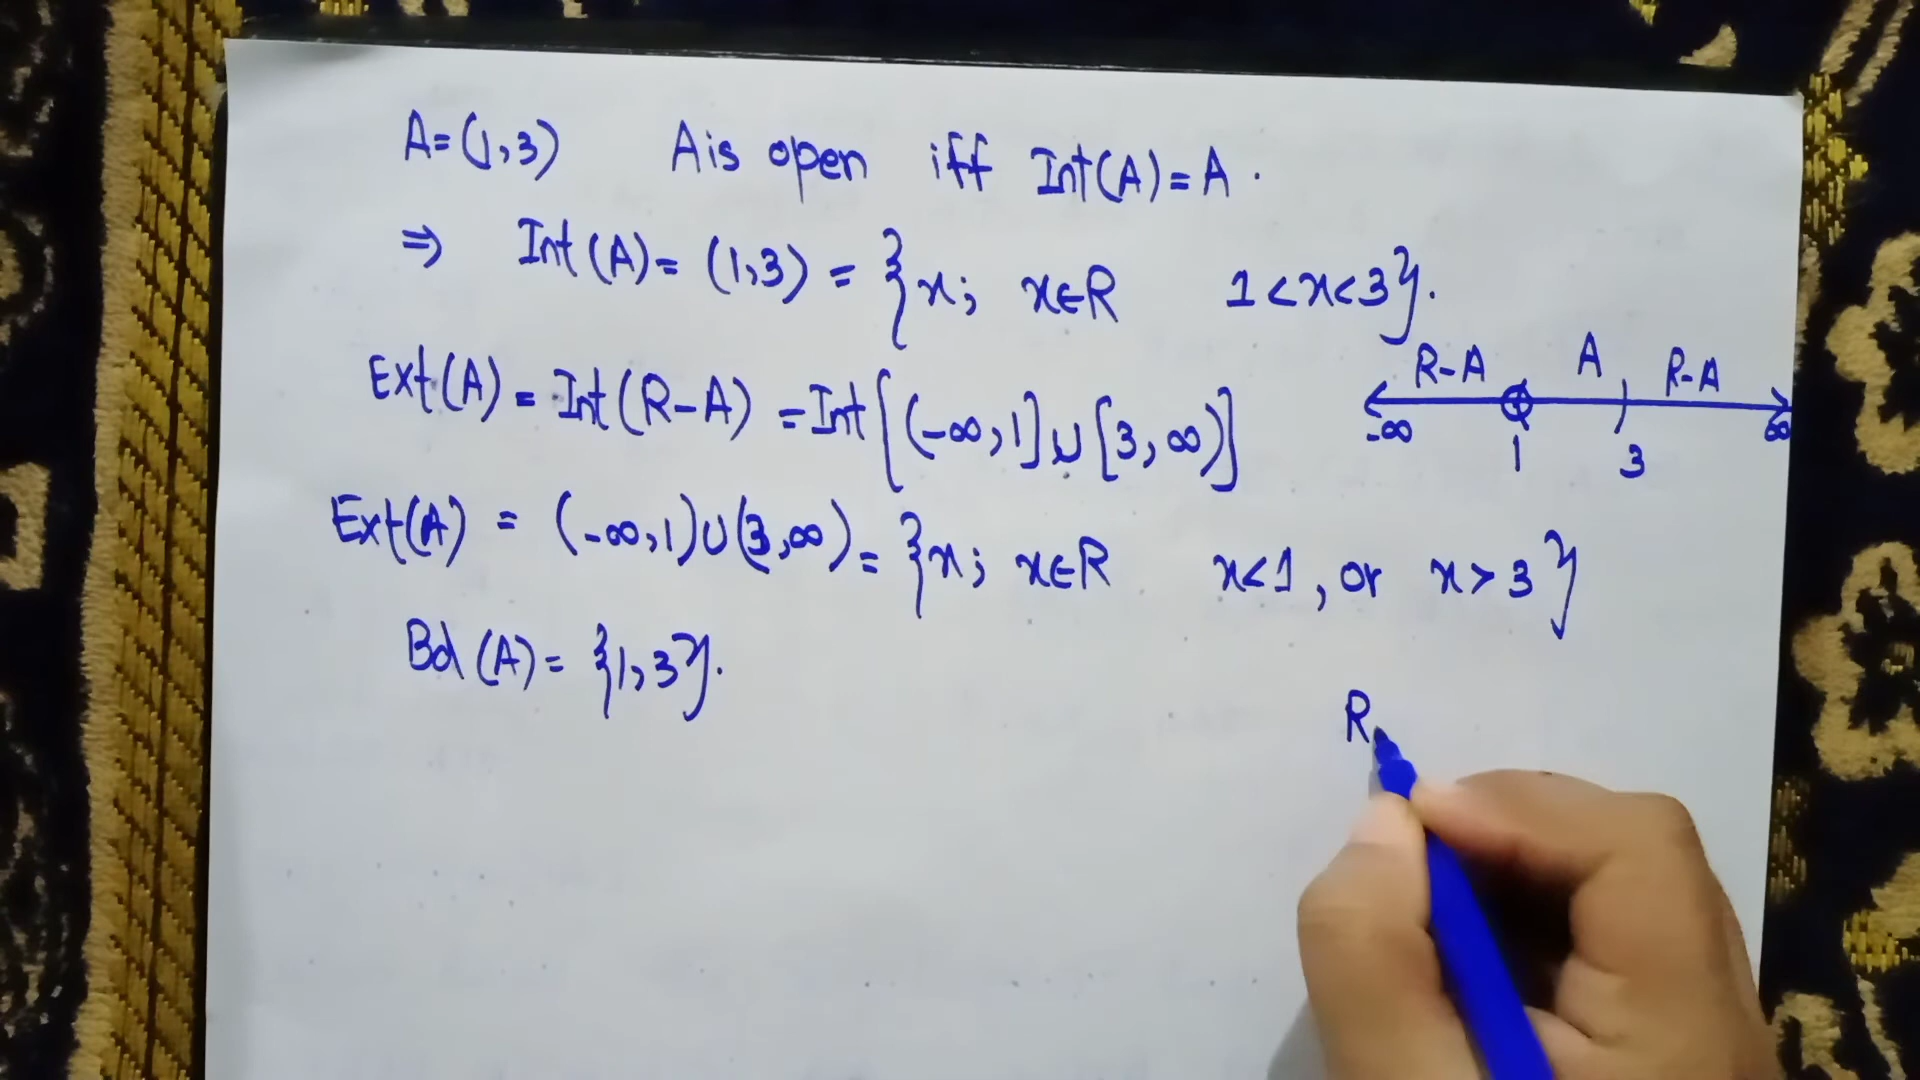 A=(1,3) A is open iff Int(A)=A.
⇒ Int(A)= (1,3) = {x; x∈R 1<x<3}.
Ext(A) = Int(R-A) = Int[(-∞,1]∪[3,∞)]
R-A A R-A
-∞ 1 3 ∞
Ext(A) = (-∞,1)∪(3,∞) = {x; x∈R x<1, or x>3}
Bd(A)= {1,3}.
R